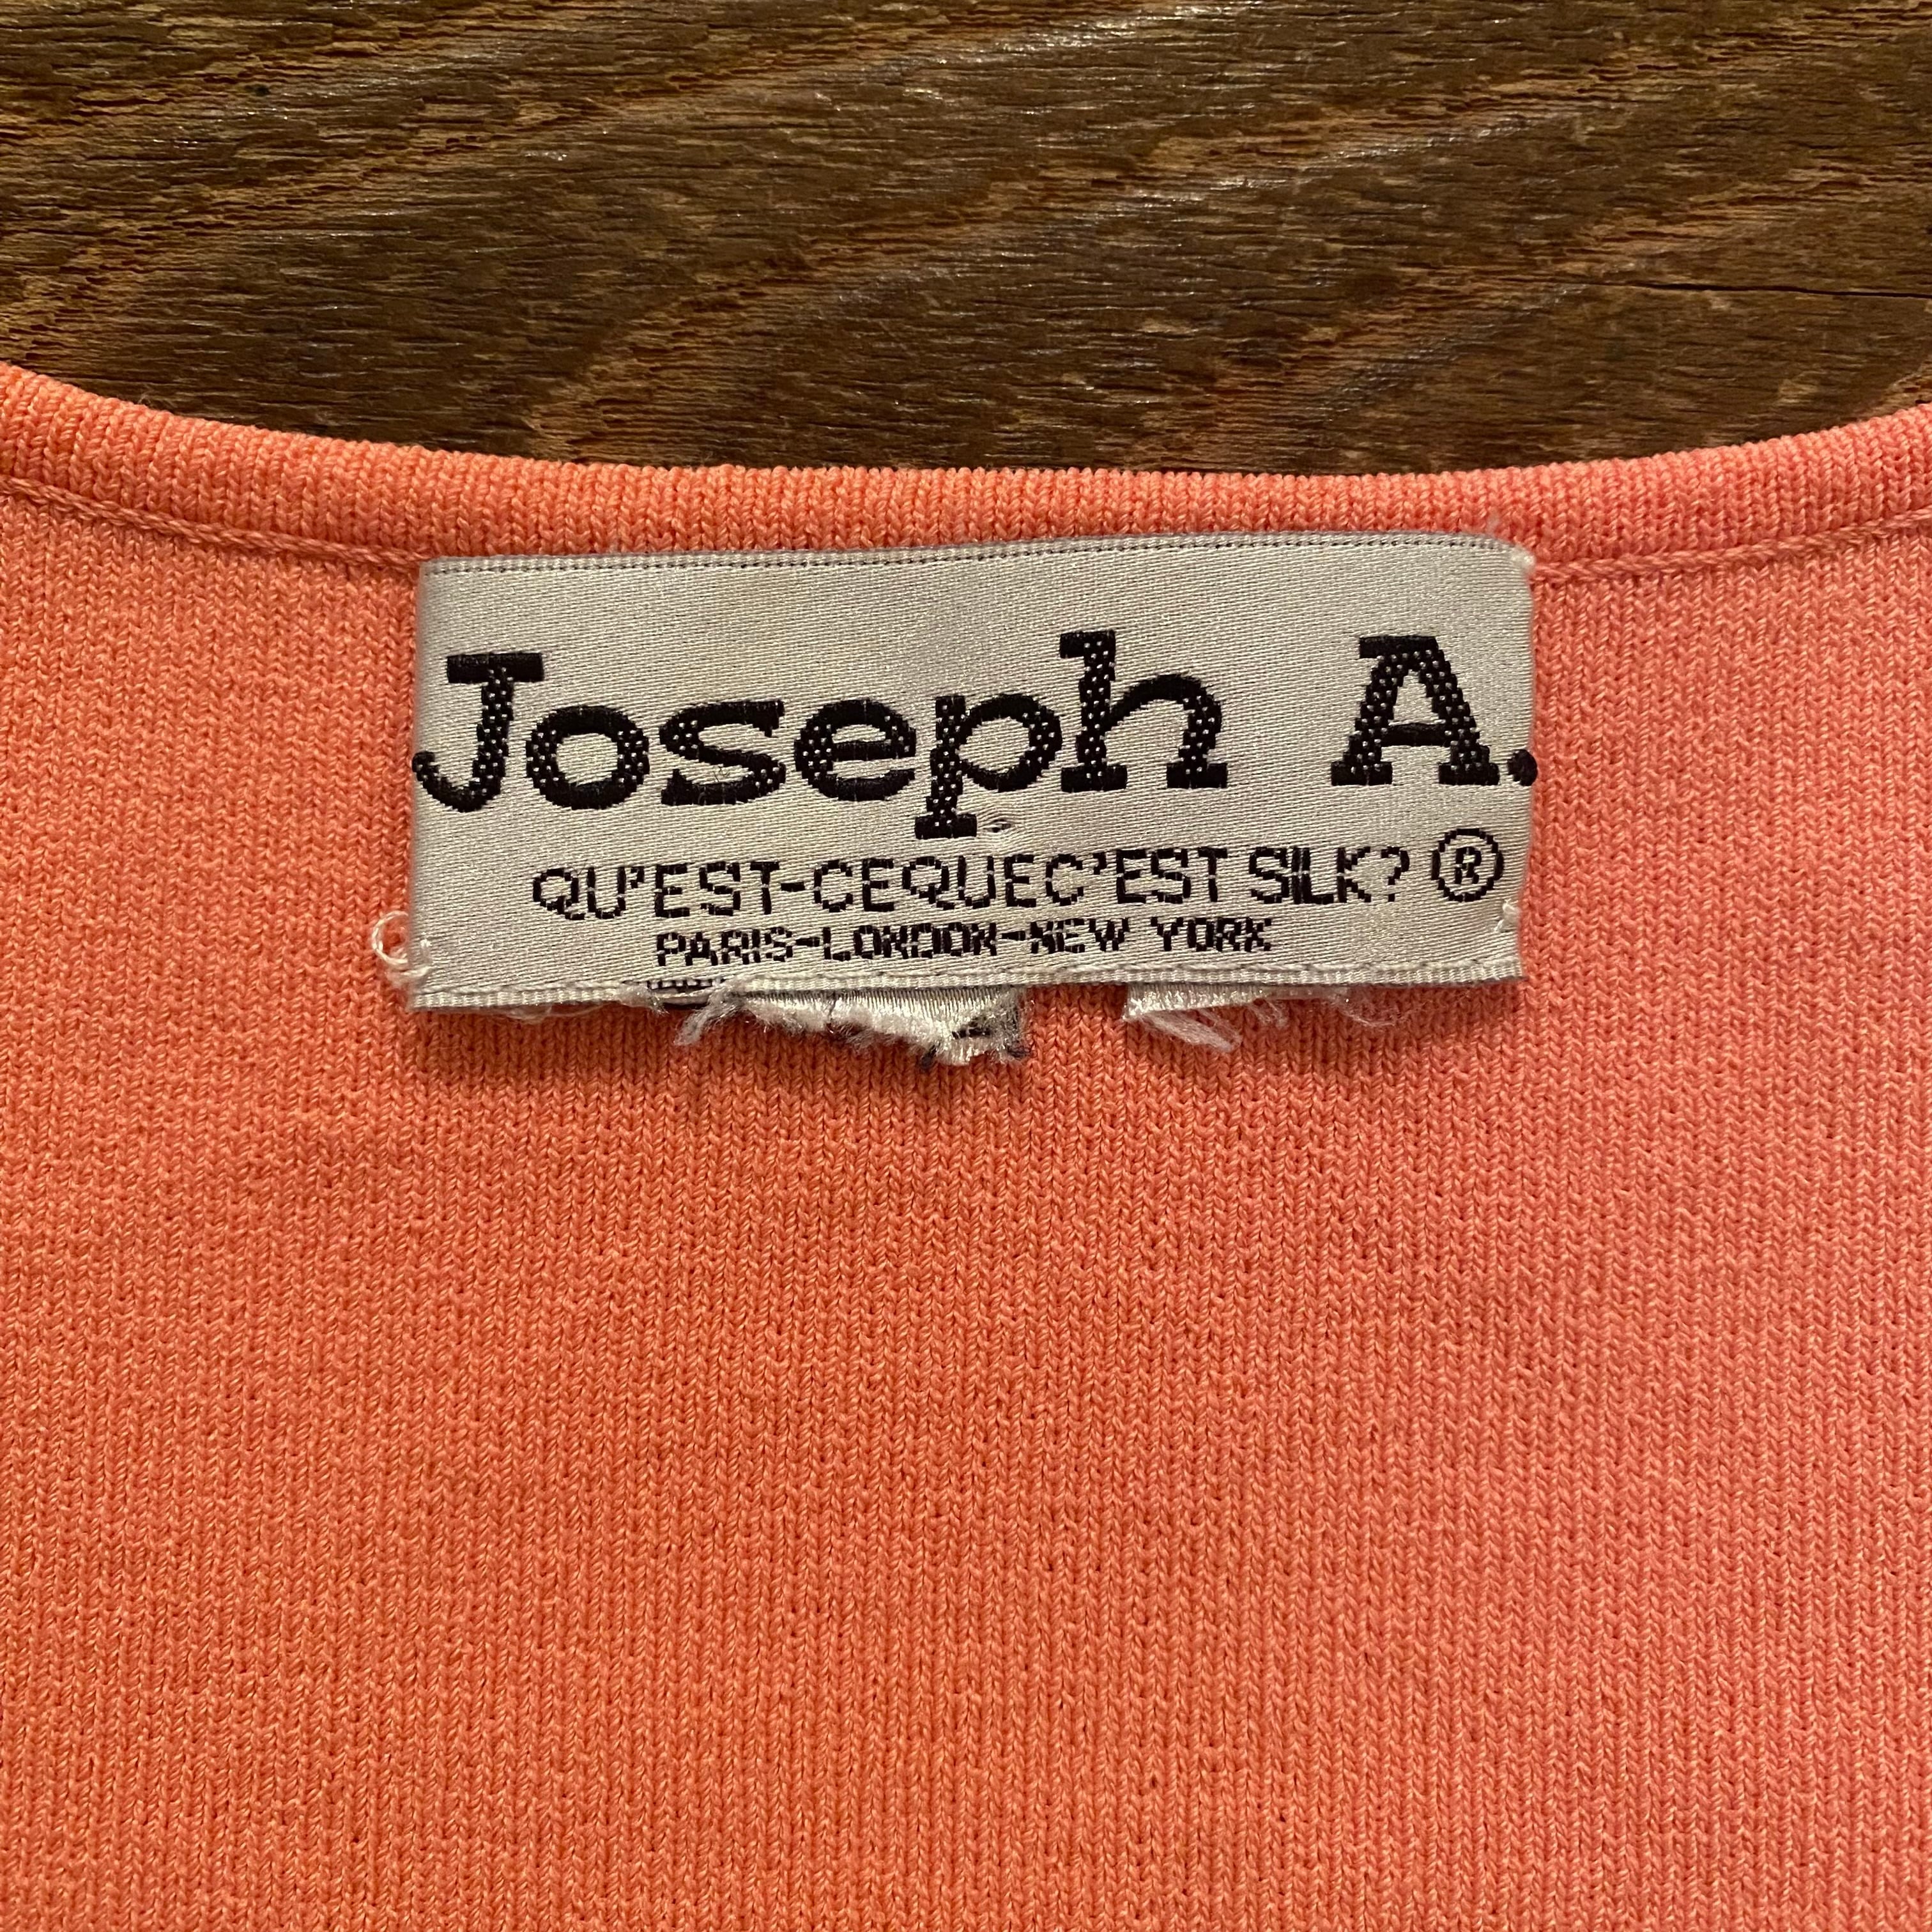 Joseph A.
QU'EST-CEQUEC'EST SILK? ®
PARIS-LONDON-NEW YORK